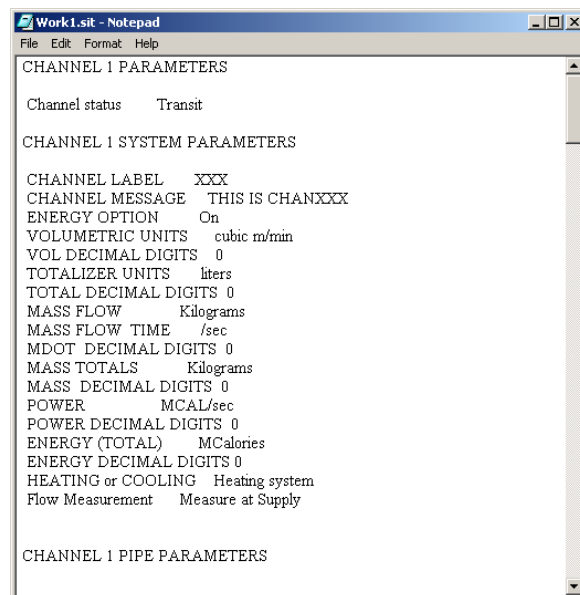 Work1.sit - Notepad
File Edit Format Help
CHANNEL 1 PARAMETERS
Channel status Transit
CHANNEL 1 SYSTEM PARAMETERS
CHANNEL LABEL XXX
CHANNEL MESSAGE THIS IS CHANXXX
ENERGY OPTION On
VOLUMETRIC UNITS cubic m/min
VOL DECIMAL DIGITS 0
TOTALIZER UNITS liters
TOTAL DECIMAL DIGITS 0
MASS FLOW Kilograms
MASS FLOW TIME /sec
MDOT DECIMAL DIGITS 0
MASS TOTALS Kilograms
MASS DECIMAL DIGITS 0
POWER MCAL/sec
POWER DECIMAL DIGITS 0
ENERGY (TOTAL) MCalories
ENERGY DECIMAL DIGITS 0
HEATING or COOLING Heating system
Flow Measurement Measure at Supply
CHANNEL 1 PIPE PARAMETERS